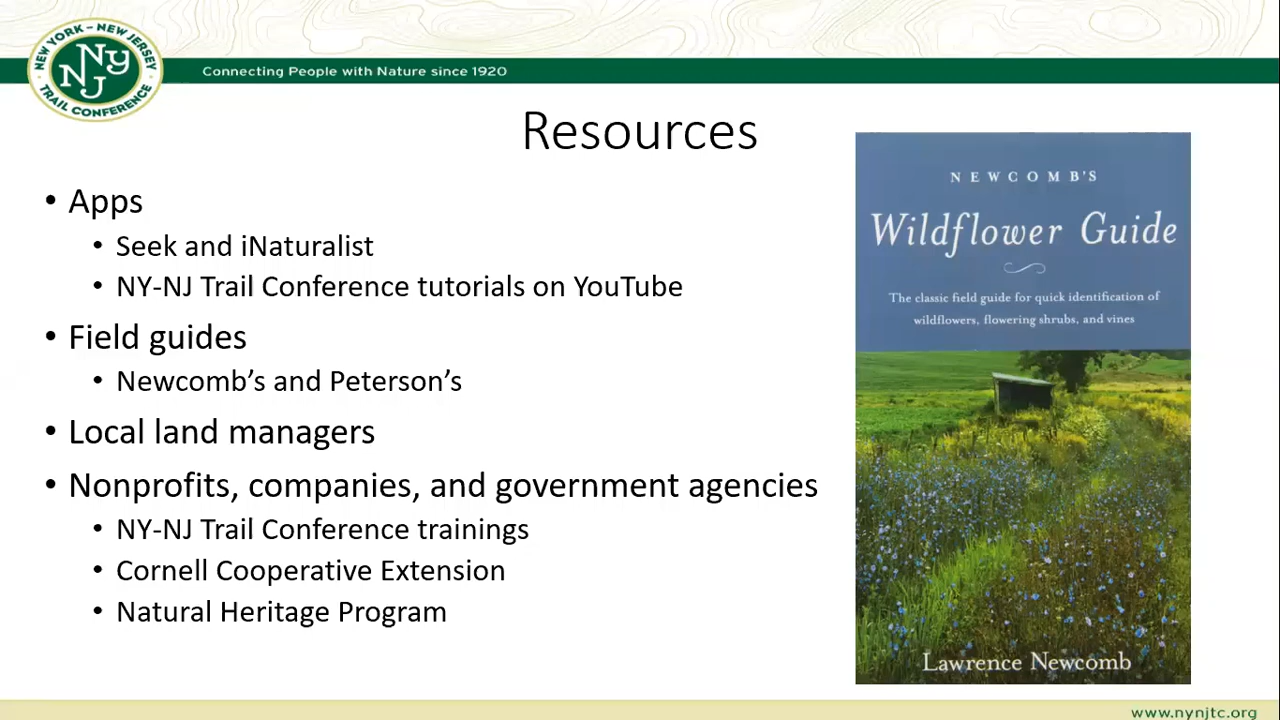 NEW YORK – NEW JERSEY
NY
NJ
TRAIL CONFERENCE
Connecting People with Nature since 1920
Resources
• Apps
• Seek and iNaturalist
• NY-NJ Trail Conference tutorials on YouTube
• Field guides
• Newcomb’s and Peterson’s
• Local land managers
• Nonprofits, companies, and government agencies
• NY-NJ Trail Conference trainings
• Cornell Cooperative Extension
• Natural Heritage Program
NEWCOMB'S
Wildflower Guide
The classic field guide for quick identification of
wildflowers, flowering shrubs, and vines
Lawrence Newcomb
www.nynjtc.org